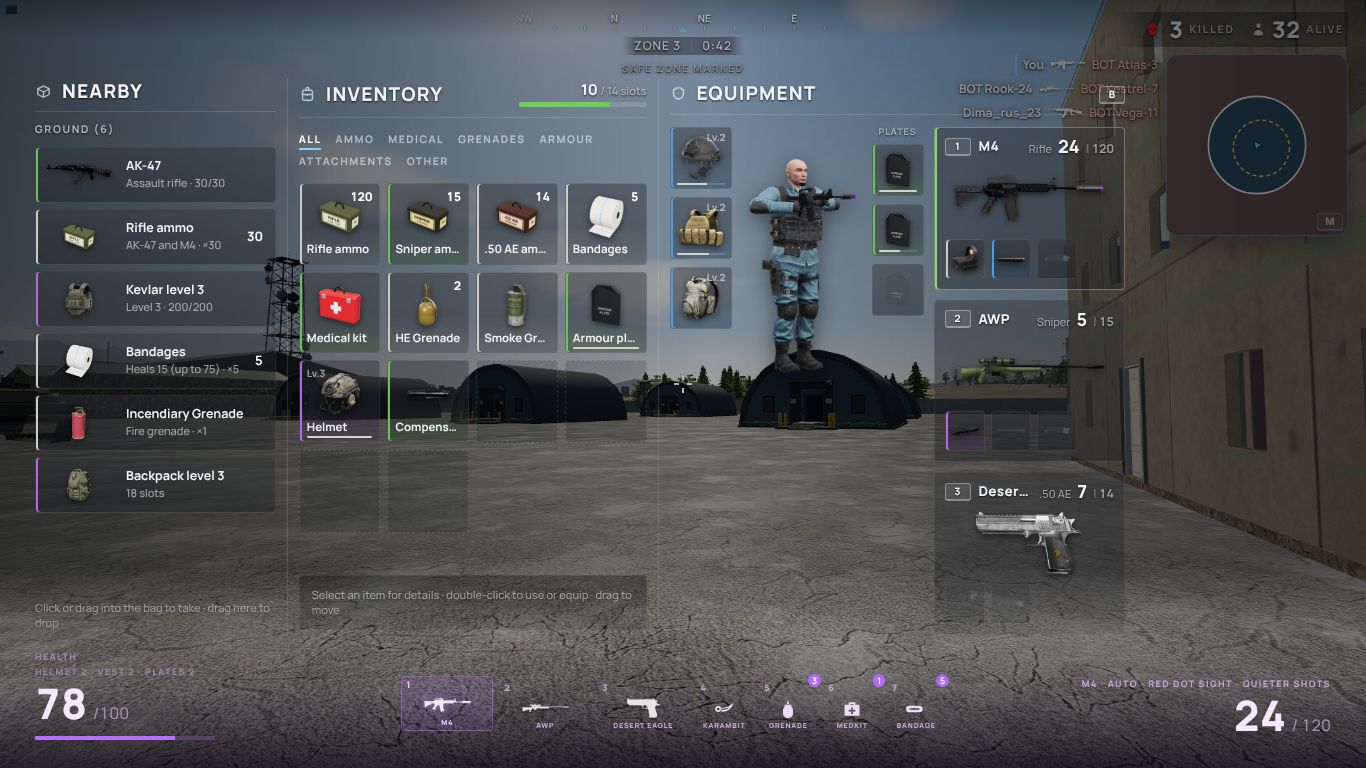 NW N NE E
ZONE 3 | 0:42
SAFE ZONE MARKED
3 KILLED 32 ALIVE
You BOT Atlas-3
BOT Rook-24 BOT Kestrel-7
Dima_rus_23 BOT Vega-11
B
M
NEARBY
GROUND (6)
AK-47
Assault rifle · 30/30
Rifle ammo
AK-47 and M4 · ×30
30
Kevlar level 3
Level 3 · 200/200
Bandages
Heals 15 (up to 75) · ×5
5
Incendiary Grenade
Fire grenade · ×1
Backpack level 3
18 slots
Click or drag into the bag to take · drag here to
drop
INVENTORY
10 / 14 slots
ALL AMMO MEDICAL GRENADES ARMOUR
ATTACHMENTS OTHER
120
Rifle ammo
15
Sniper am...
14
.50 AE am...
5
Bandages
Medical kit
2
HE Grenade
Smoke Gr...
Armour pl...
Lv.3
Helmet
Compens...
Select an item for details · double-click to use or equip · drag to
move
EQUIPMENT
Lv.2
Lv.2
Lv.2
PLATES
1 M4 Rifle 24 | 120
2 AWP Sniper 5 | 15
3 Deser... .50 AE 7 | 14
HEALTH
HELMET 2 · VEST 2 · PLATES 2
78 /100
1 M4
2 AWP
3 DESERT EAGLE
4 KARAMBIT
5 GRENADE 3
6 MEDKIT 1
7 BANDAGE 5
M4 · AUTO · RED DOT SIGHT · QUIETER SHOTS
24 / 120